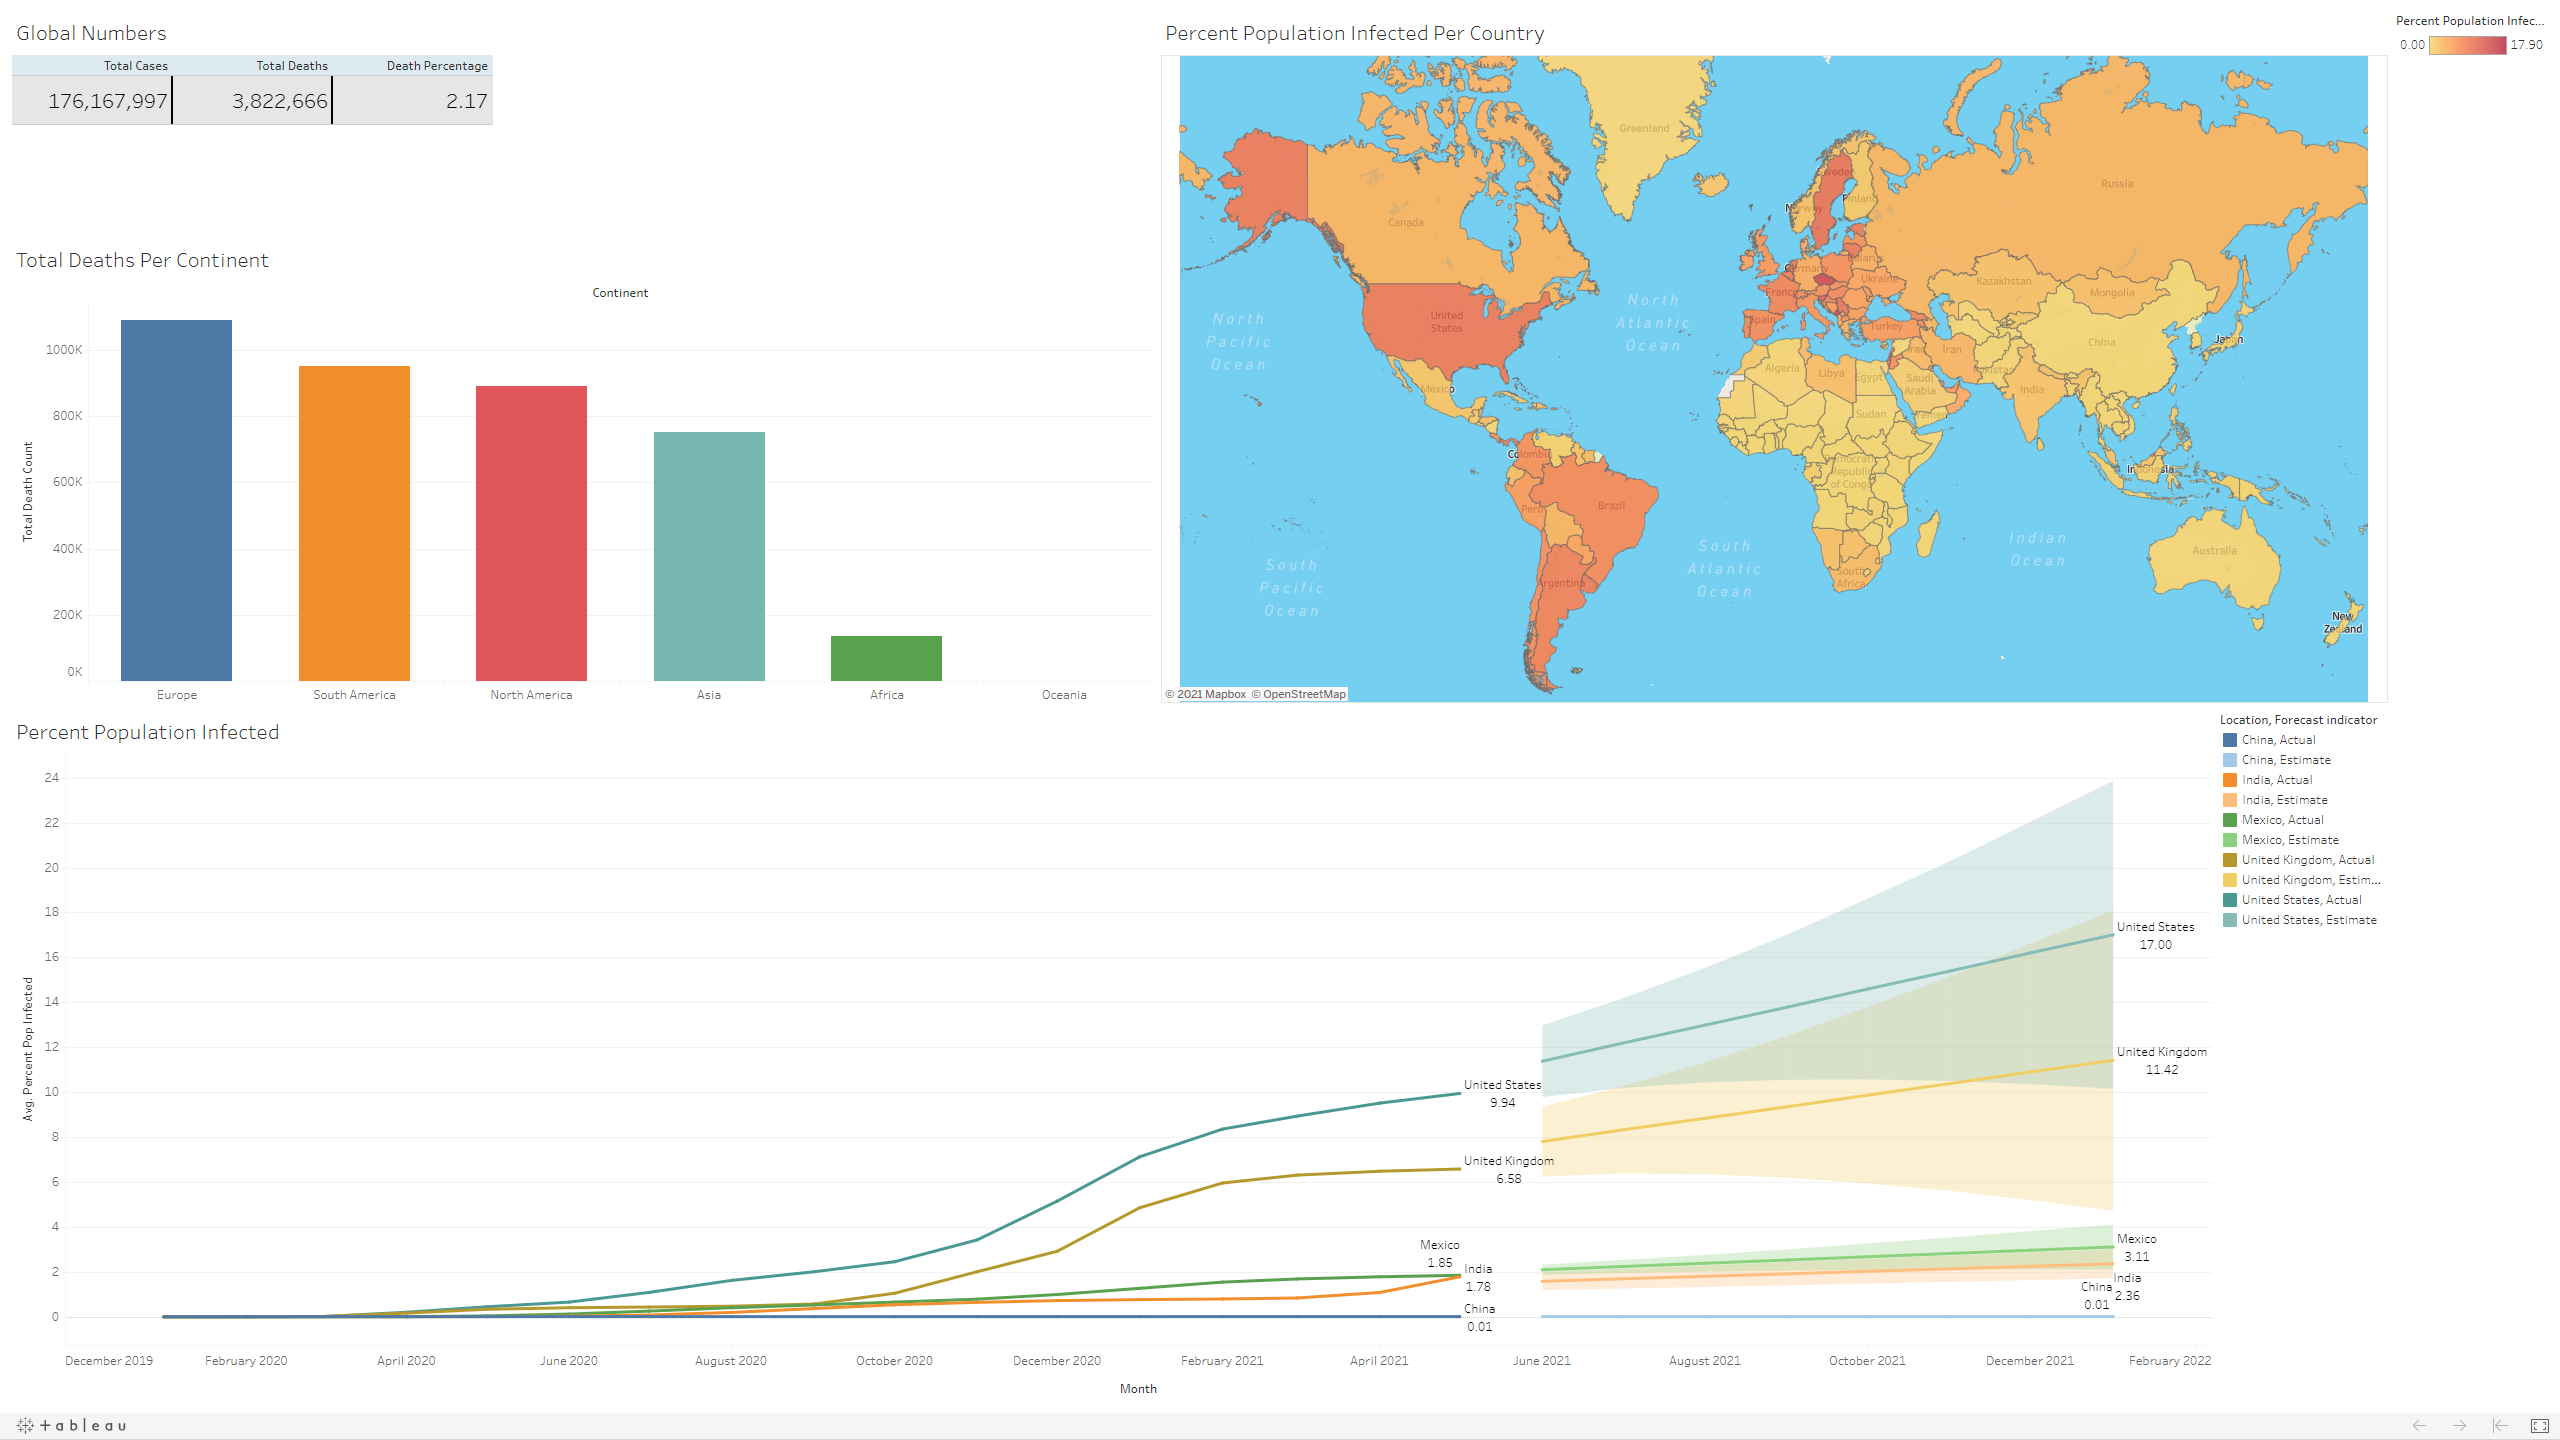 Global Numbers
Total Cases Total Deaths Death Percentage
176,167,997 3,822,666 2.17
Total Deaths Per Continent
Continent
Total Death Count
1000K
800K
600K
400K
200K
0K
Europe South America North America Asia Africa Oceania
Percent Population Infected Per Country
Percent Population Infec...
0.00 17.90
Greenland
Russia
Canada
Sweden
Norway
Finland
Belarus
Germany
Ukraine
France
Kazakhstan
Mongolia
United
States
Spain
Turkey
Japan
China
Iraq
Iran
Pakistan
Algeria
Libya
Egypt
Saudi
Arabia
India
Mexico
Sudan
Yemen
Colombia
Democratic
Republic
of Congo
Indonesia
Brazil
Peru
Australia
South
Africa
Argentina
New
Zealand
North
Pacific
Ocean
North
Atlantic
Ocean
South
Pacific
Ocean
South
Atlantic
Ocean
Indian
Ocean
© 2021 Mapbox © OpenStreetMap
Percent Population Infected
Avg. Percent Pop Infected
24
22
20
18
16
14
12
10
8
6
4
2
0
United States
9.94
United Kingdom
6.58
Mexico
1.85
India
1.78
China
0.01
United States
17.00
United Kingdom
11.42
Mexico
3.11
India
2.36
China
0.01
December 2019 February 2020 April 2020 June 2020 August 2020 October 2020 December 2020 February 2021 April 2021 June 2021 August 2021 October 2021 December 2021 February 2022
Month
Location, Forecast indicator
China, Actual
China, Estimate
India, Actual
India, Estimate
Mexico, Actual
Mexico, Estimate
United Kingdom, Actual
United Kingdom, Estim...
United States, Actual
United States, Estimate
+ableau